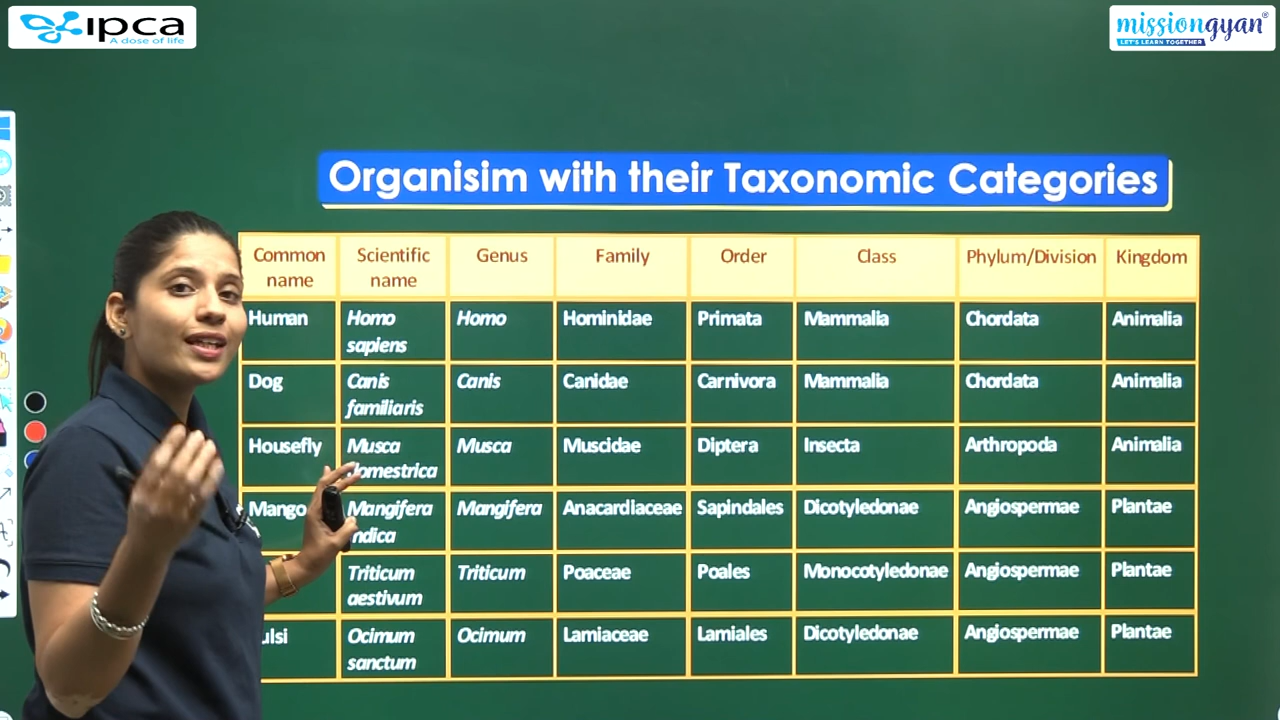 ipca
A dose of life
missiongyan®
LET'S LEARN TOGETHER
Organisim with their Taxonomic Categories
Common name Scientific name Genus Family Order Class Phylum/Division Kingdom
Human Homo sapiens Homo Hominidae Primata Mammalia Chordata Animalia
Dog Canis familiaris Canis Canidae Carnivora Mammalia Chordata Animalia
Housefly Musca domestrica Musca Muscidae Diptera Insecta Arthropoda Animalia
Mango Mangifera indica Mangifera Anacardiaceae Sapindales Dicotyledonae Angiospermae Plantae
Triticum aestivum Triticum Poaceae Poales Monocotyledonae Angiospermae Plantae
ulsi Ocimum sanctum Ocimum Lamiaceae Lamiales Dicotyledonae Angiospermae Plantae